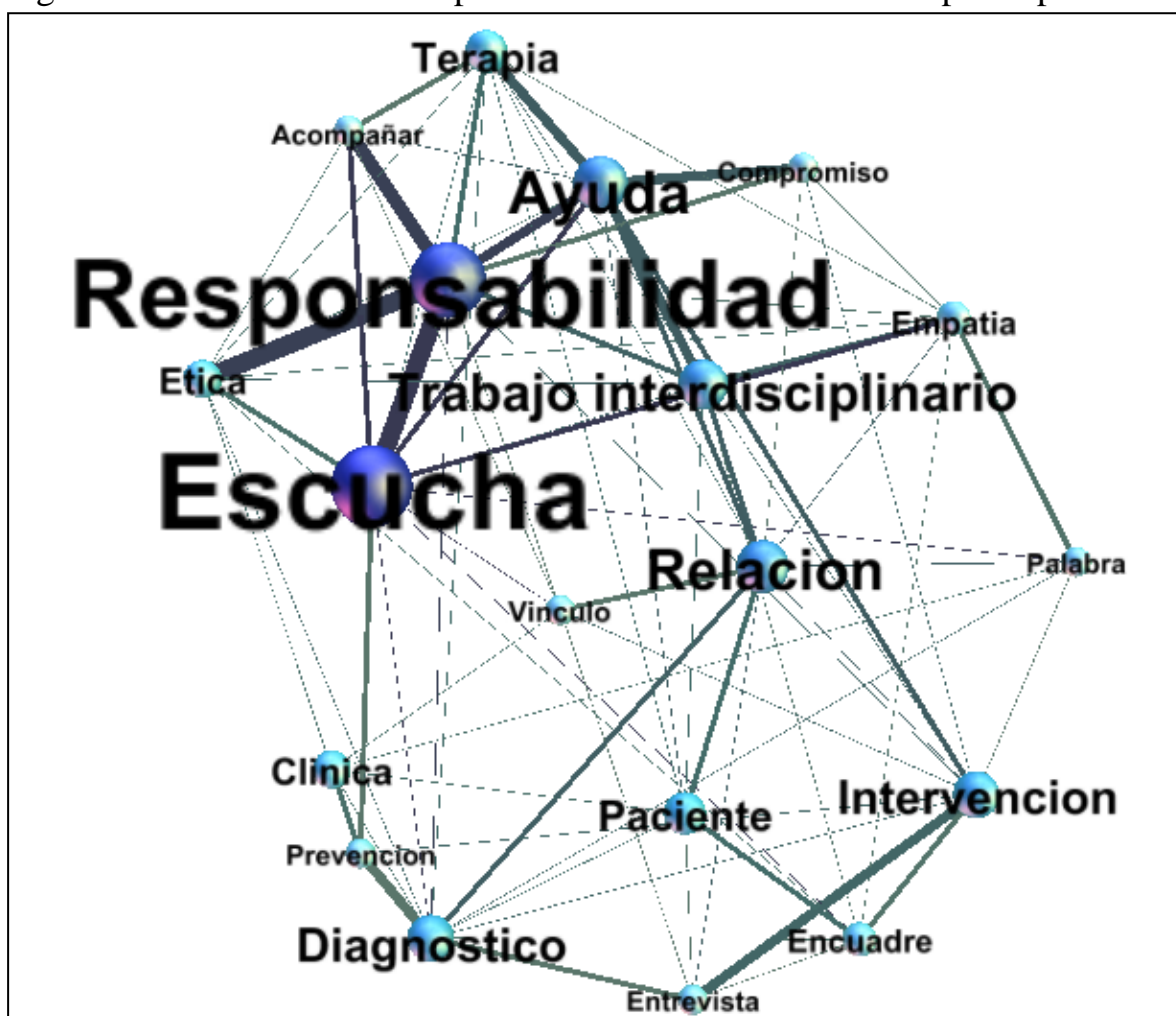 Terapia
Acompañar
Compromiso
Ayuda
Responsabilidad
Empatia
Etica
Trabajo interdisciplinario
Escucha
Relacion
Palabra
Vinculo
Clinica
Intervencion
Paciente
Prevencion
Diagnostico
Encuadre
Entrevista